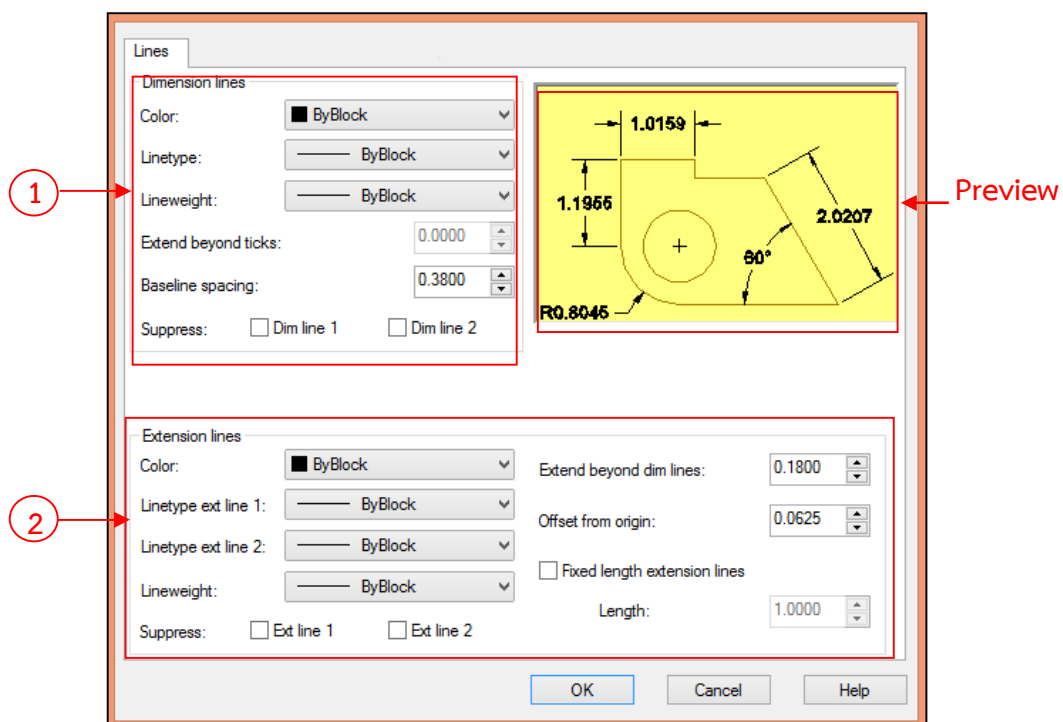 Lines
Dimension lines
Color: ByBlock
Linetype: ByBlock
Lineweight: ByBlock
Extend beyond ticks: 0.0000
Baseline spacing: 0.3800
Suppress: Dim line 1 Dim line 2
1
1.0159
1.1955
2.0207
60°
R0.8045
Preview
2
Extension lines
Color: ByBlock
Linetype ext line 1: ByBlock
Linetype ext line 2: ByBlock
Lineweight: ByBlock
Suppress: Ext line 1 Ext line 2
Extend beyond dim lines: 0.1800
Offset from origin: 0.0625
Fixed length extension lines
Length: 1.0000
OK Cancel Help